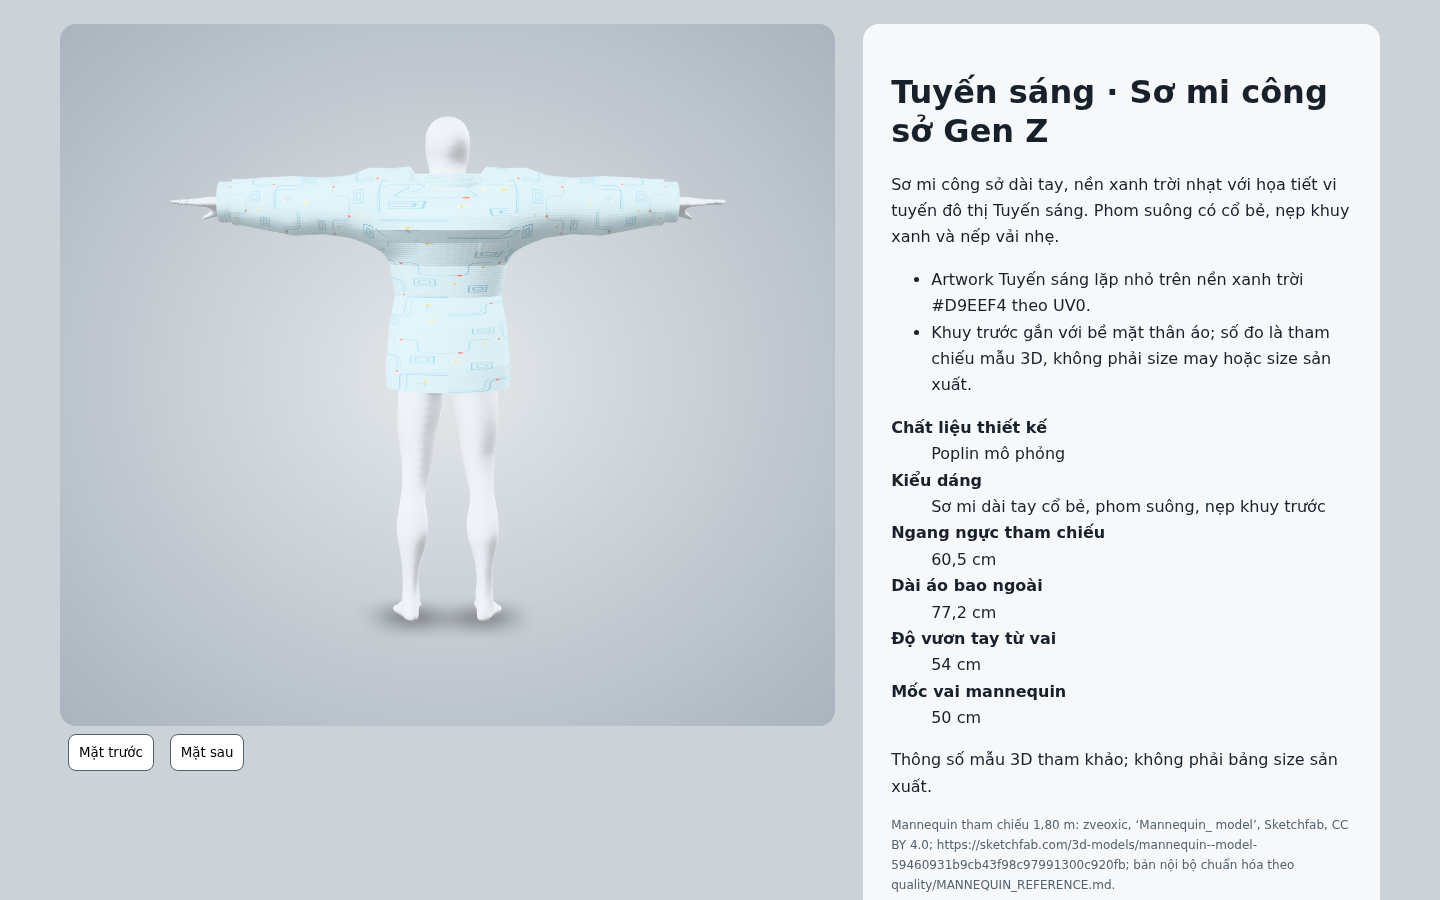 Tuyến sáng · Sơ mi công
sở Gen Z
Sơ mi công sở dài tay, nền xanh trời nhạt với họa tiết vi
tuyến đô thị Tuyến sáng. Phom suông có cổ bẻ, nẹp khuy
xanh và nếp vải nhẹ.
• Artwork Tuyến sáng lặp nhỏ trên nền xanh trời
#D9EEF4 theo UV0.
• Khuy trước gắn với bề mặt thân áo; số đo là tham
chiếu mẫu 3D, không phải size may hoặc size sản
xuất.
Chất liệu thiết kế
Poplin mô phỏng
Kiểu dáng
Sơ mi dài tay cổ bẻ, phom suông, nẹp khuy trước
Ngang ngực tham chiếu
60,5 cm
Dài áo bao ngoài
77,2 cm
Độ vươn tay từ vai
54 cm
Mốc vai mannequin
50 cm
Thông số mẫu 3D tham khảo; không phải bảng size sản
xuất.
Mannequin tham chiếu 1,80 m: zveoxic, ‘Mannequin_ model’, Sketchfab, CC
BY 4.0; https://sketchfab.com/3d-models/mannequin--model-
59460931b9cb43f98c97991300c920fb; bản nội bộ chuẩn hóa theo
quality/MANNEQUIN_REFERENCE.md.
Mặt trước
Mặt sau